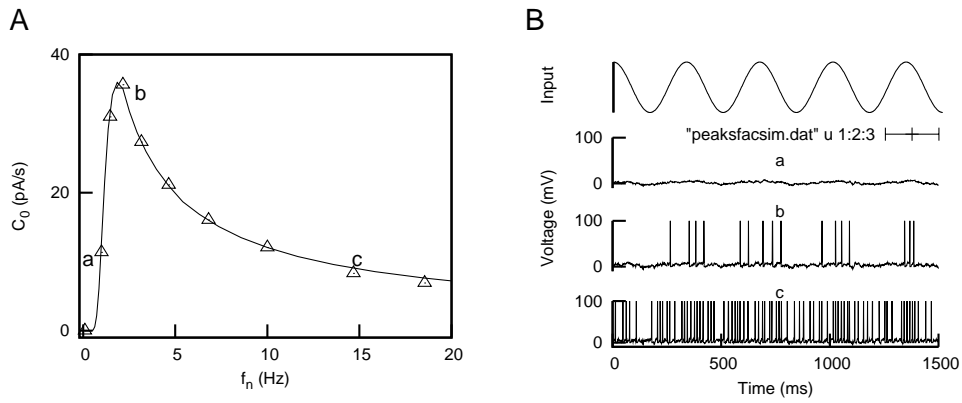 A
40
20
0
C0 (pA/s)
a
b
c
0 5 10 15 20
fn (Hz)
B
Input
"peaksfacsim.dat" u 1:2:3
Voltage (mV)
a
100
0
b
100
0
c
100
0
0 500 1000 1500
Time (ms)